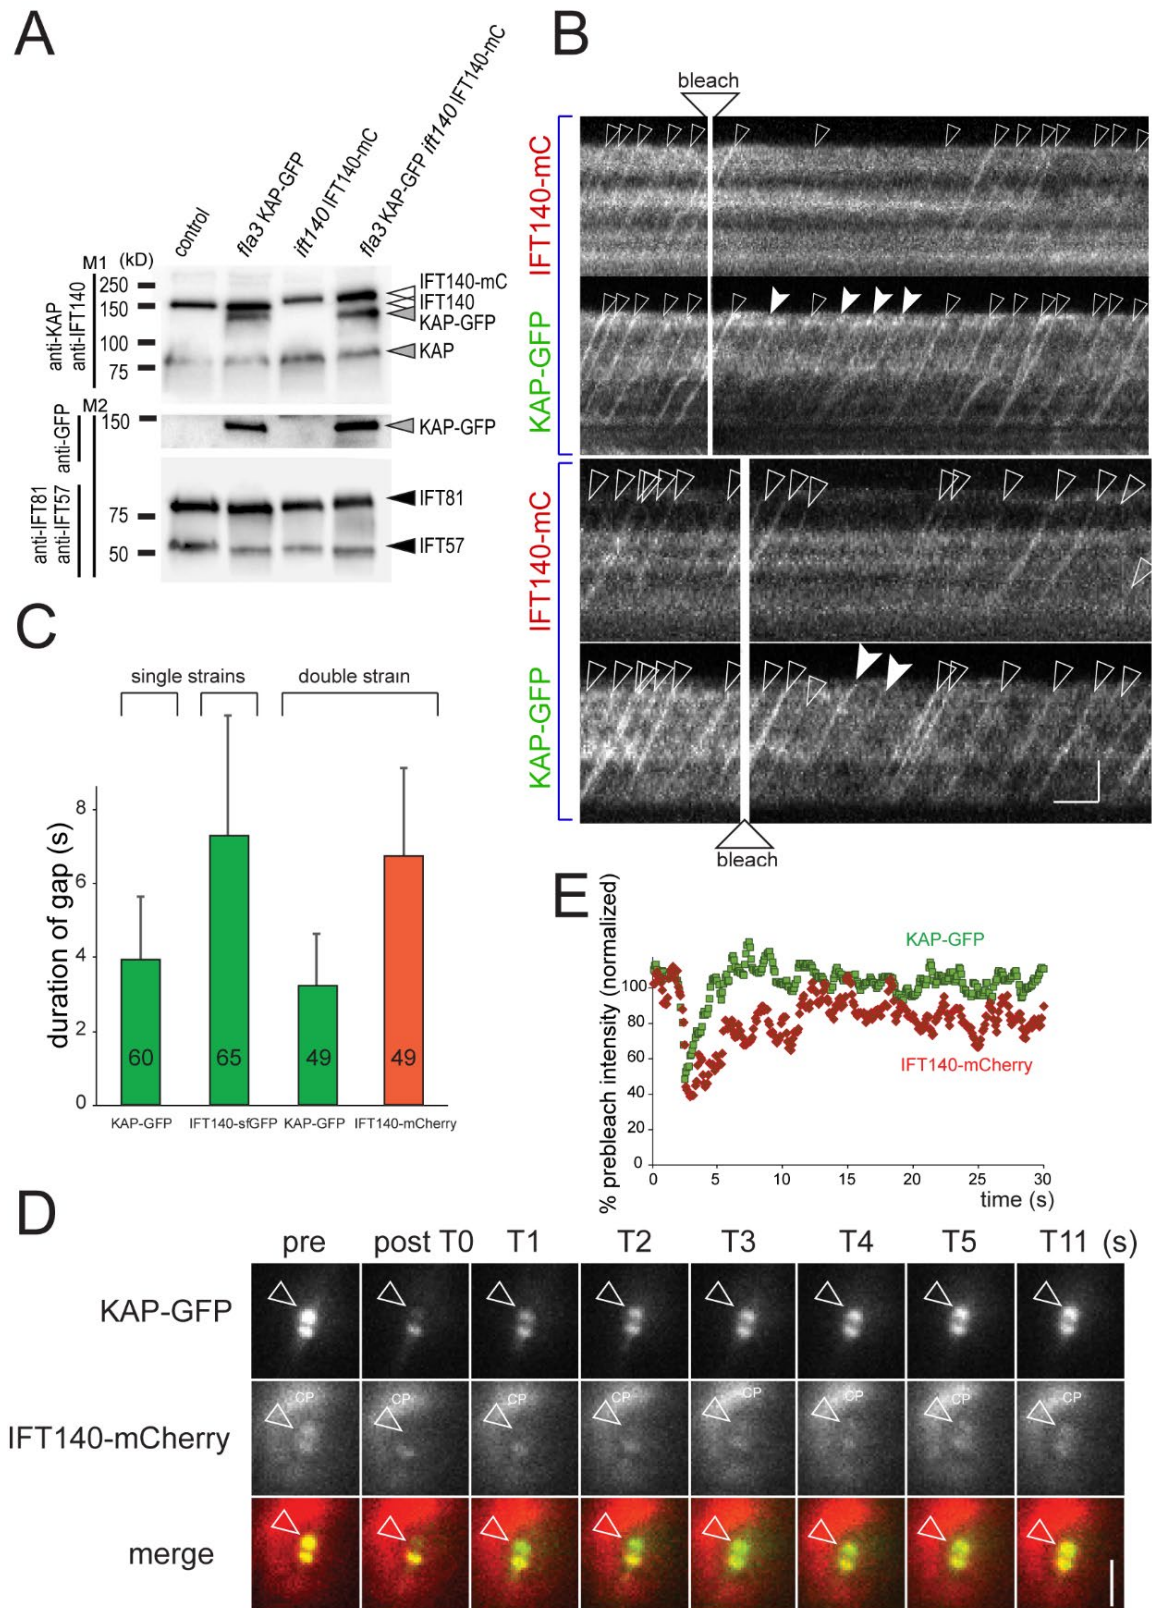 A
control
fla3 KAP-GFP
ift140 IFT140-mC
fla3 KAP-GFP ift140 IFT140-mC
M1 (kD)
anti-KAP
anti-IFT140
250
150
100
75
IFT140-mC
IFT140
KAP-GFP
KAP
M2
anti-GFP
150
KAP-GFP
anti-IFT81
anti-IFT57
75
50
IFT81
IFT57
B
bleach
IFT140-mC
KAP-GFP
IFT140-mC
KAP-GFP
bleach
C
single strains
double strain
duration of gap (s)
8
6
4
2
0
60
65
49
49
KAP-GFP
IFT140-sfGFP
KAP-GFP
IFT140-mCherry
E
% prebleach intensity (normalized)
100
80
60
40
20
0
KAP-GFP
IFT140-mCherry
0 5 10 15 20 25 30
time (s)
D
pre post T0 T1 T2 T3 T4 T5 T11 (s)
KAP-GFP
IFT140-mCherry
CP CP CP CP CP CP CP CP
merge